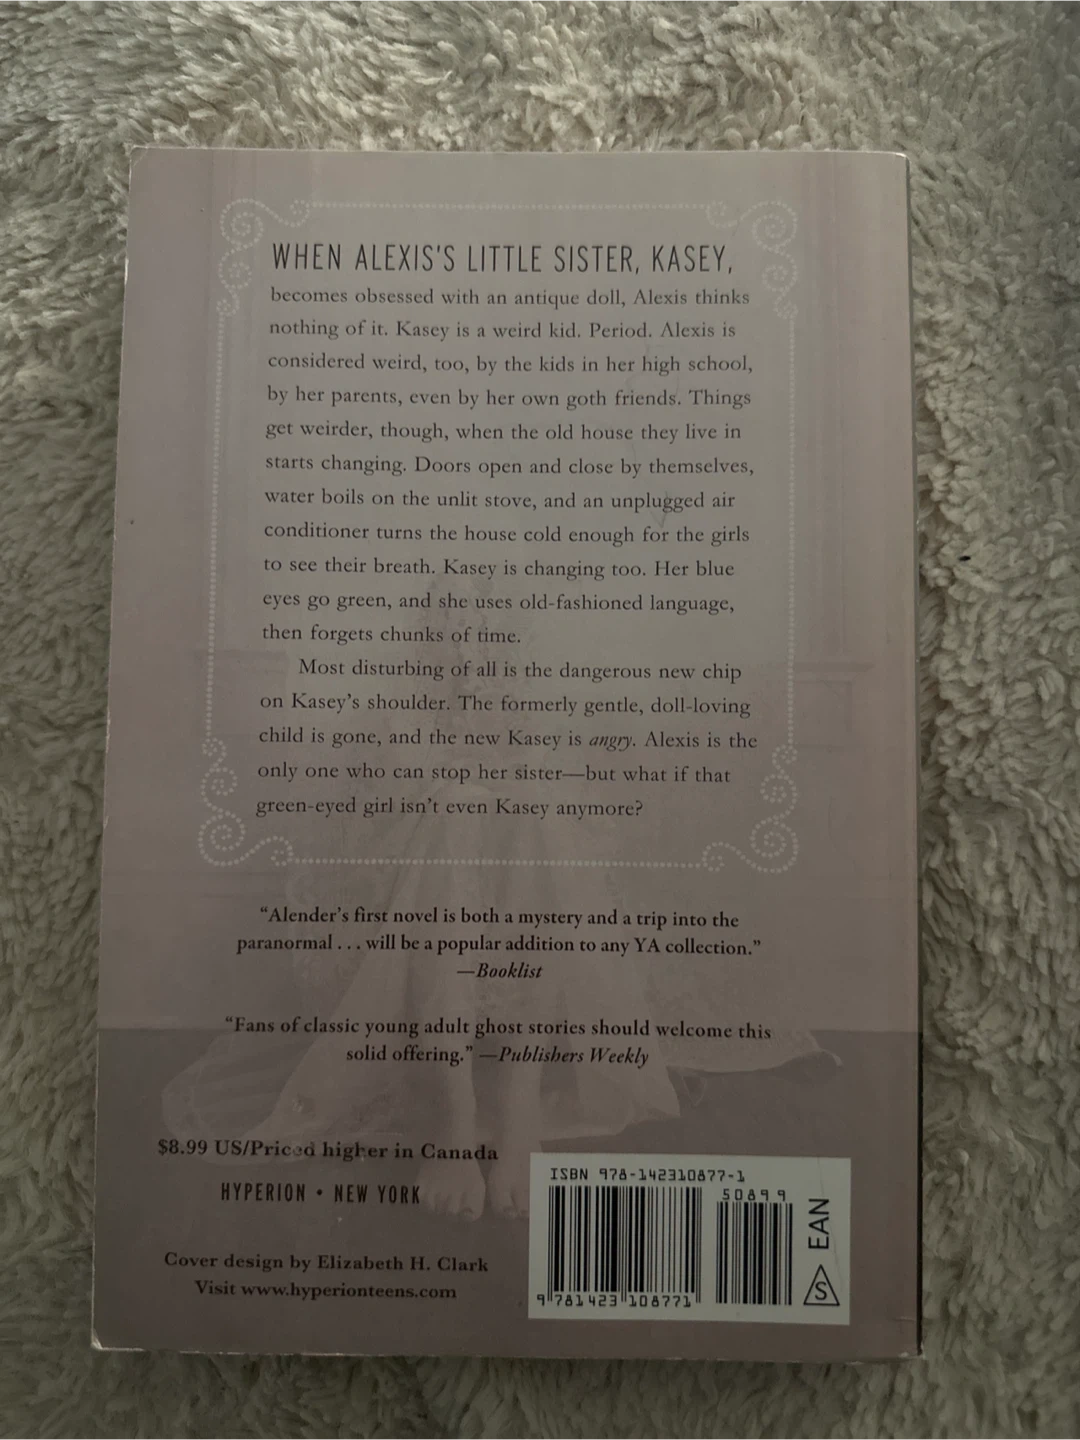 WHEN ALEXIS'S LITTLE SISTER, KASEY,
becomes obsessed with an antique doll, Alexis thinks
nothing of it. Kasey is a weird kid. Period. Alexis is
considered weird, too, by the kids in her high school,
by her parents, even by her own goth friends. Things
get weirder, though, when the old house they live in
starts changing. Doors open and close by themselves,
water boils on the unlit stove, and an unplugged air
conditioner turns the house cold enough for the girls
to see their breath. Kasey is changing too. Her blue
eyes go green, and she uses old-fashioned language,
then forgets chunks of time.
Most disturbing of all is the dangerous new chip
on Kasey's shoulder. The formerly gentle, doll-loving
child is gone, and the new Kasey is angry. Alexis is the
only one who can stop her sister—but what if that
green-eyed girl isn't even Kasey anymore?
“Alender's first novel is both a mystery and a trip into the
paranormal . . . will be a popular addition to any YA collection.”
—Booklist
“Fans of classic young adult ghost stories should welcome this
solid offering.” —Publishers Weekly
$8.99 US/Priced higher in Canada
HYPERION • NEW YORK
Cover design by Elizabeth H. Clark
Visit www.hyperionteens.com
ISBN 978-142310877-1
50899
9 781423 108771
EAN
S